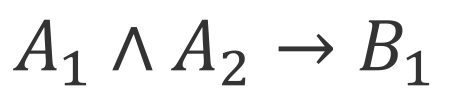 A₁ ∧ A₂ → B₁